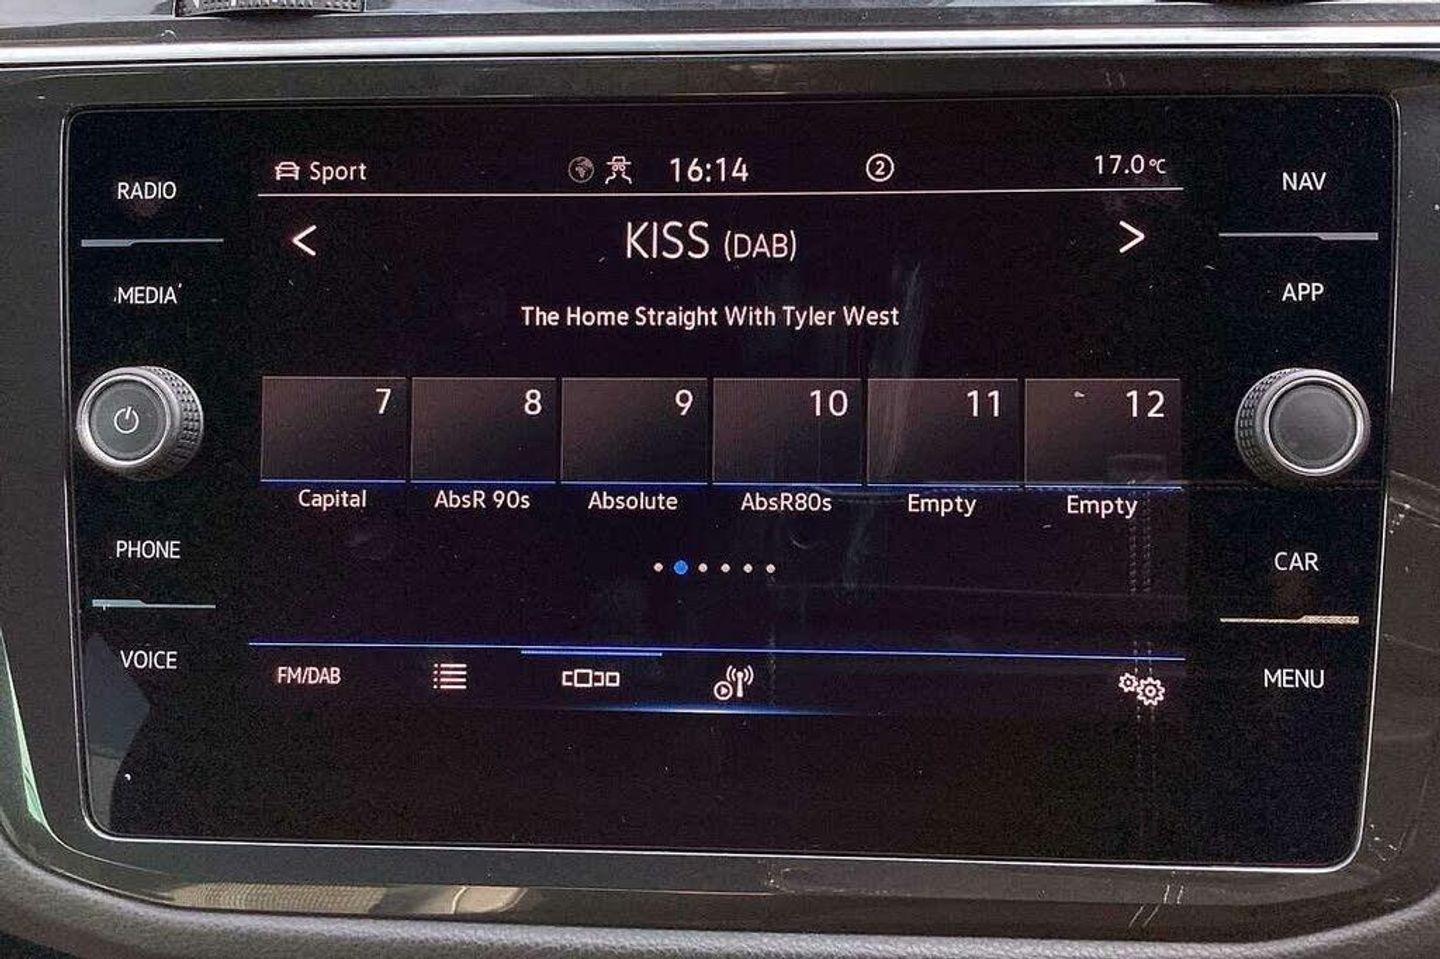 RADIO
MEDIA
PHONE
VOICE
Sport 16:14 2 17.0 °C
< KISS (DAB) >
The Home Straight With Tyler West
7 8 9 10 11 12
Capital AbsR 90s Absolute AbsR80s Empty Empty
FM/DAB
NAV
APP
CAR
MENU